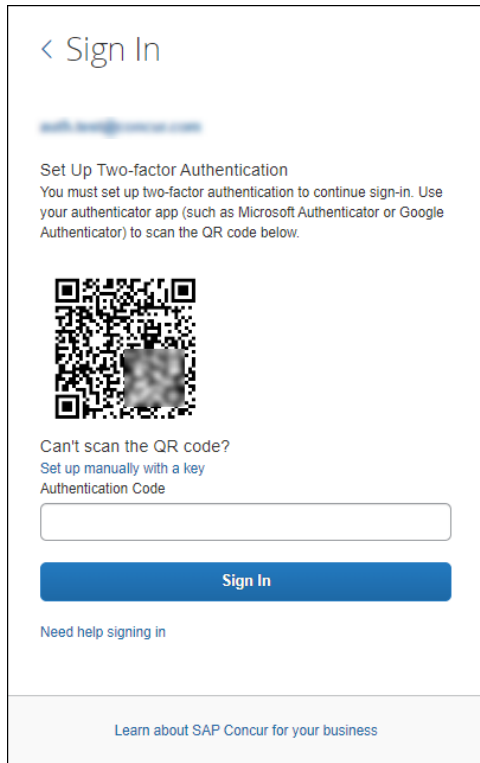 Sign In
Set Up Two-factor Authentication
You must set up two-factor authentication to continue sign-in. Use
your authenticator app (such as Microsoft Authenticator or Google
Authenticator) to scan the QR code below.
Can't scan the QR code?
Set up manually with a key
Authentication Code
Sign In
Need help signing in
Learn about SAP Concur for your business